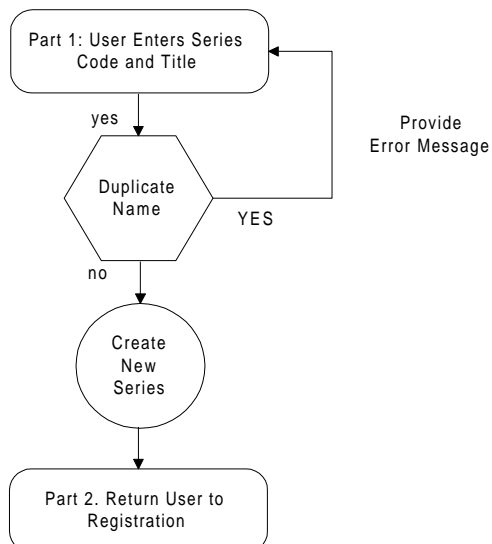 Part 1: User Enters Series
Code and Title
yes
Provide
Error Message
Duplicate
Name
YES
no
Create
New
Series
Part 2. Return User to
Registration